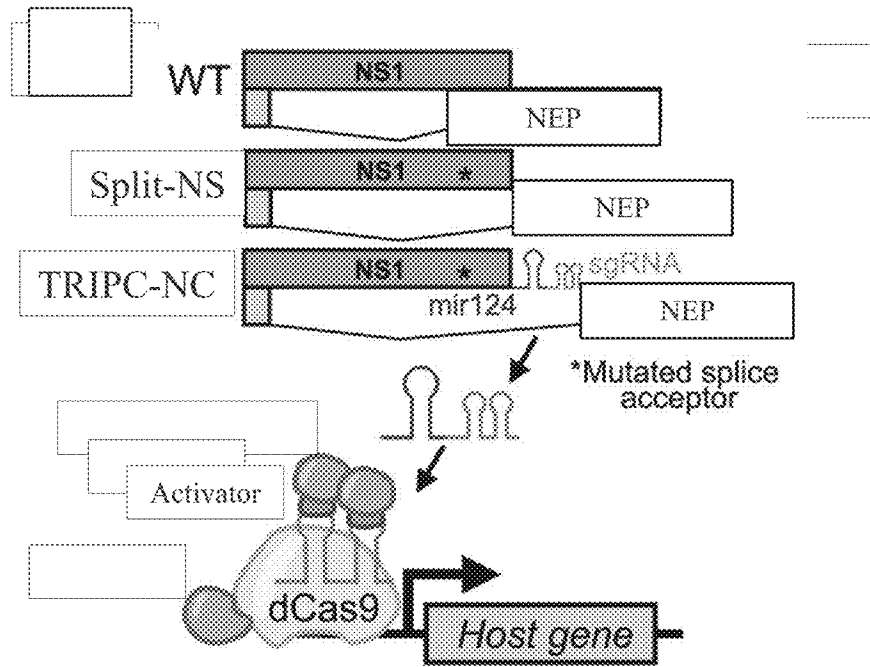 WT
NS1
NEP
Split-NS
NS1
*
NEP
TRIPC-NC
NS1
*
sgRNA
mir124
NEP
*Mutated splice
acceptor
Activator
dCas9
Host gene